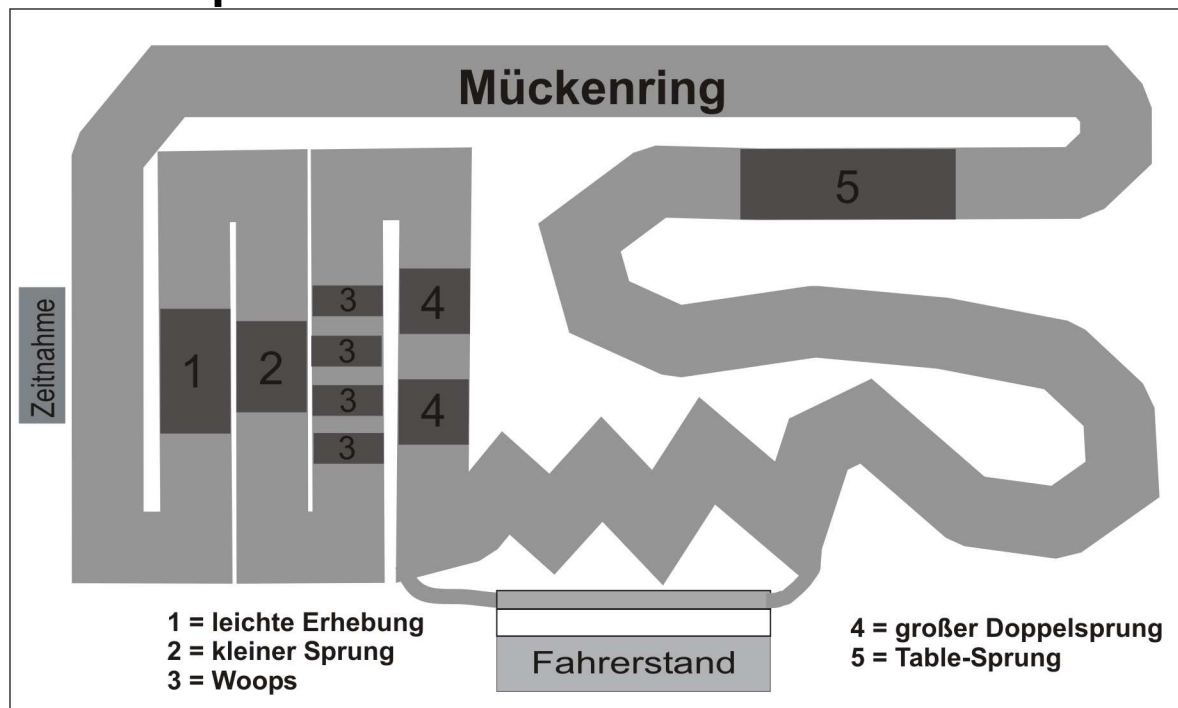 Mückenring
5
3
4
1
2
3
3
4
3
Zeitnahme
1 = leichte Erhebung
2 = kleiner Sprung
3 = Woops
Fahrerstand
4 = großer Doppelsprung
5 = Table-Sprung